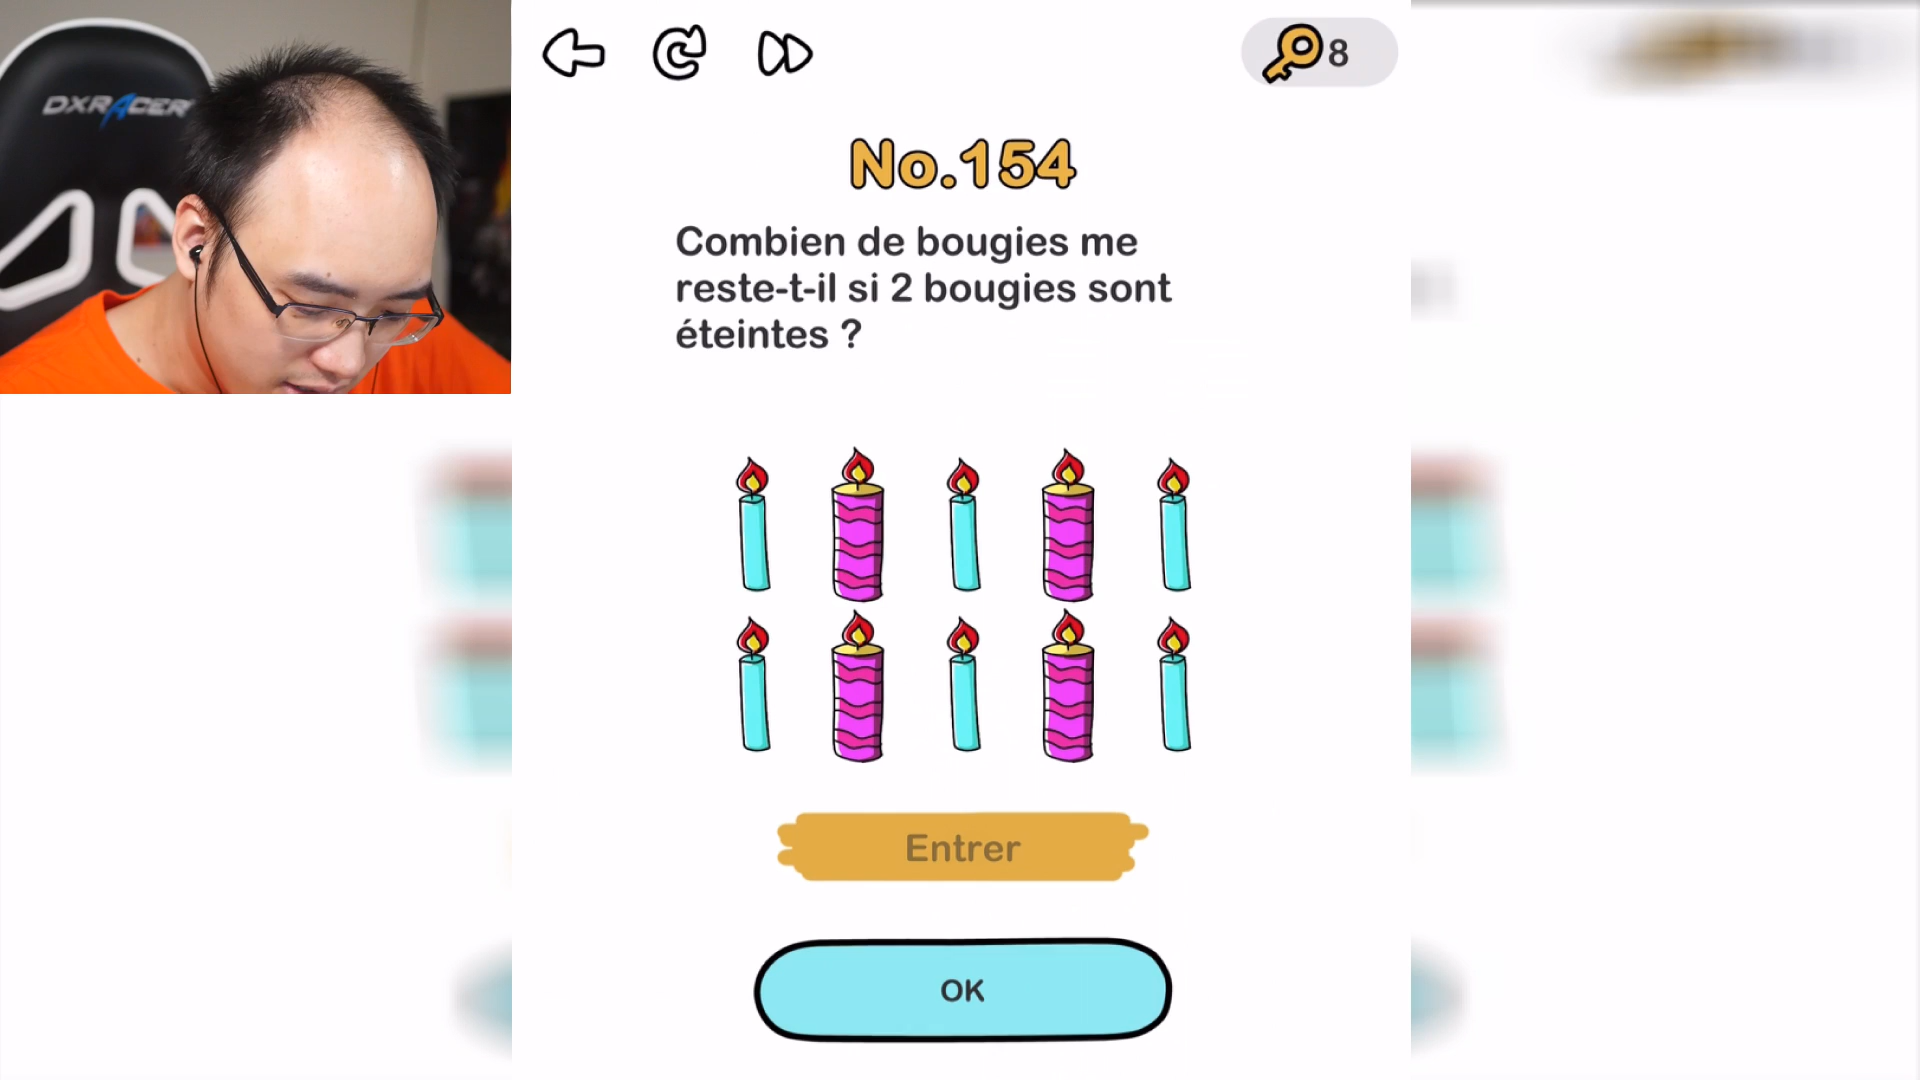 DXRACER
8
No.154
Combien de bougies me
reste-t-il si 2 bougies sont
éteintes ?
Entrer
OK